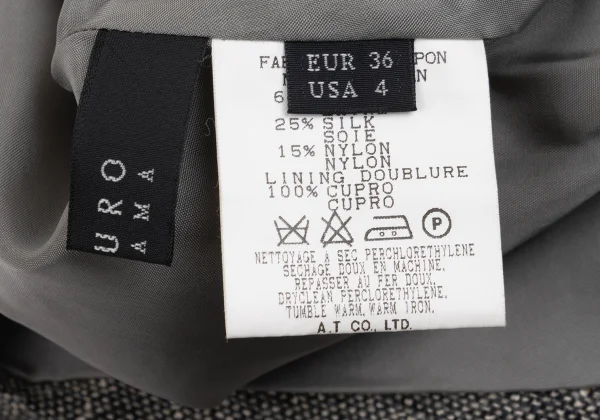 URO
AMA
EUR 36
USA 4
25% SILK
SOIE
15% NYLON
NYLON
LINING DOUBLURE
100% CUPRO
CUPRO
P
NETTOYAGE A SEC PERCHLORETHYLENE
SECHAGE DOUX EN MACHINE.
REPASSER AU FER DOUX.
DRYCLEAN PERCLORETHYLENE.
TUMBLE WARM. WARM IRON.
A.T CO., LTD.